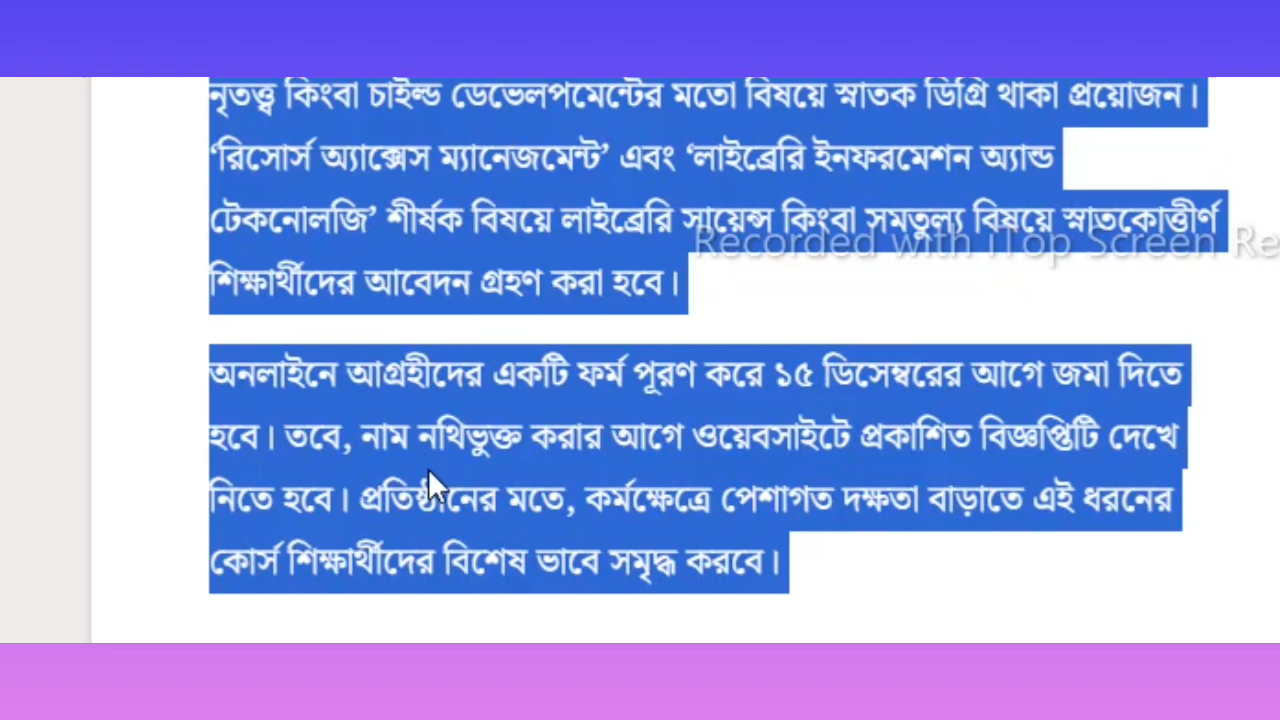 নৃতত্ত্ব কিংবা চাইল্ড ডেভেলপমেন্টের মতো বিষয়ে স্নাতক ডিগ্রি থাকা প্রয়োজন।
‘রিসোর্স অ্যাক্সেস ম্যানেজমেন্ট’ এবং ‘লাইব্রেরি ইনফরমেশন অ্যান্ড
টেকনোলজি’ শীর্ষক বিষয়ে লাইব্রেরি সায়েন্স কিংবা সমতুল্য বিষয়ে স্নাতকোত্তীর্ণ
Recorded with iTop Screen Re
শিক্ষার্থীদের আবেদন গ্রহণ করা হবে।
অনলাইনে আগ্রহীদের একটি ফর্ম পূরণ করে ১৫ ডিসেম্বরের আগে জমা দিতে
হবে। তবে, নাম নথিভুক্ত করার আগে ওয়েবসাইটে প্রকাশিত বিজ্ঞপ্তিটি দেখে
নিতে হবে। প্রতিষ্ঠানের মতে, কর্মক্ষেত্রে পেশাগত দক্ষতা বাড়াতে এই ধরনের
কোর্স শিক্ষার্থীদের বিশেষ ভাবে সমৃদ্ধ করবে।